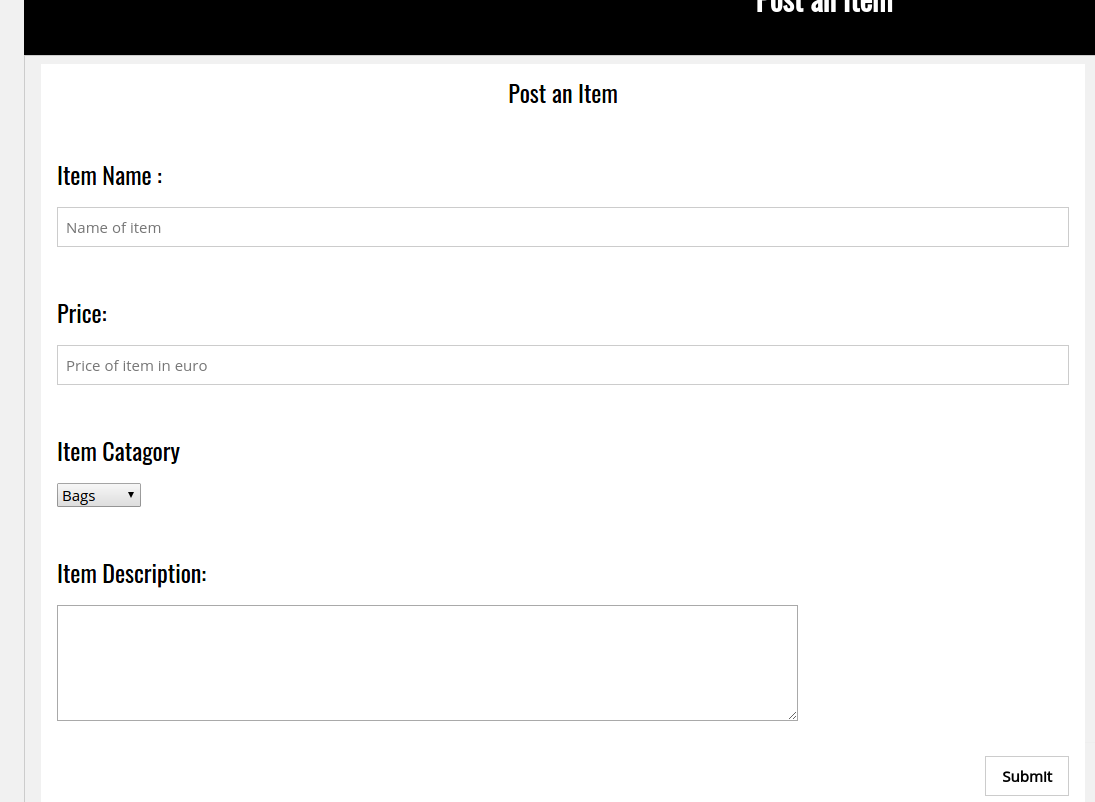 Post an Item
Post an Item
Item Name :
Name of item
Price:
Price of item in euro
Item Catagory
Bags
Item Description:
Submit